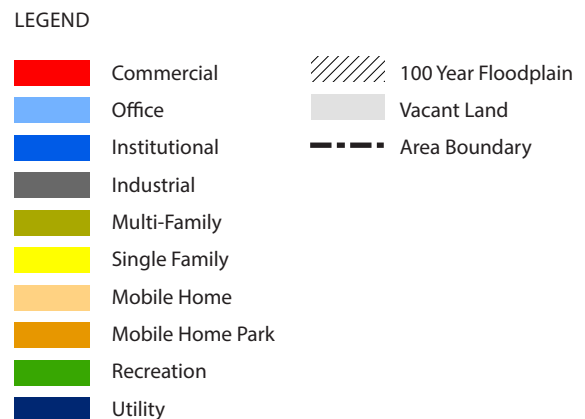 LEGEND
Commercial
Office
Institutional
Industrial
Multi-Family
Single Family
Mobile Home
Mobile Home Park
Recreation
Utility
100 Year Floodplain
Vacant Land
Area Boundary